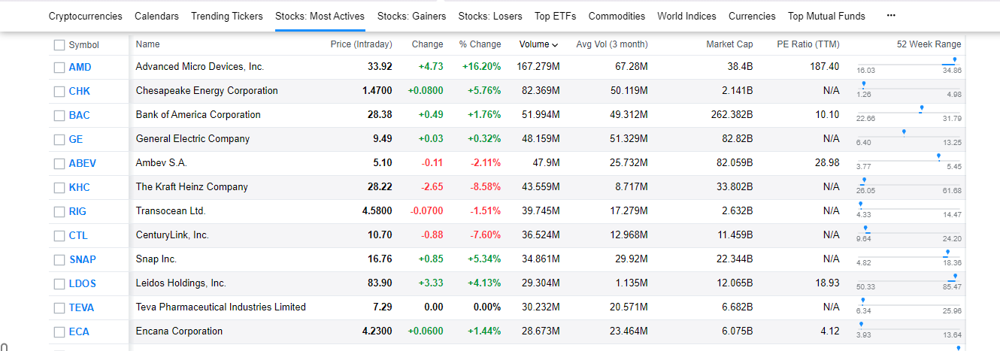 Cryptocurrencies Calendars Trending Tickers Stocks: Most Actives Stocks: Gainers Stocks: Losers Top ETFs Commodities World Indices Currencies Top Mutual Funds ...
Symbol Name Price (Intraday) Change % Change Volume Avg Vol (3 month) Market Cap PE Ratio (TTM) 52 Week Range
AMD Advanced Micro Devices, Inc. 33.92 +4.73 +16.20% 167.279M 67.28M 38.4B 187.40 16.03 34.86
CHK Chesapeake Energy Corporation 1.4700 +0.0800 +5.76% 82.369M 50.119M 2.141B N/A 1.26 4.98
BAC Bank of America Corporation 28.38 +0.49 +1.76% 51.994M 49.312M 262.382B 10.10 22.66 31.79
GE General Electric Company 9.49 +0.03 +0.32% 48.159M 51.329M 82.82B N/A 6.40 13.25
ABEV Ambev S.A. 5.10 -0.11 -2.11% 47.9M 25.732M 82.059B 28.98 3.77 5.45
KHC The Kraft Heinz Company 28.22 -2.65 -8.58% 43.559M 8.717M 33.802B N/A 26.05 61.68
RIG Transocean Ltd. 4.5800 -0.0700 -1.51% 39.745M 17.279M 2.632B N/A 4.33 14.47
CTL CenturyLink, Inc. 10.70 -0.88 -7.60% 36.524M 12.968M 11.459B N/A 9.64 24.20
SNAP Snap Inc. 16.76 +0.85 +5.34% 34.861M 29.92M 22.344B N/A 4.82 18.36
LDOS Leidos Holdings, Inc. 83.90 +3.33 +4.13% 29.304M 1.135M 12.065B 18.93 50.33 85.47
TEVA Teva Pharmaceutical Industries Limited 7.29 0.00 0.00% 30.232M 20.571M 6.682B N/A 6.34 25.96
ECA Encana Corporation 4.2300 +0.0600 +1.44% 28.673M 23.464M 6.075B 4.12 3.93 13.64